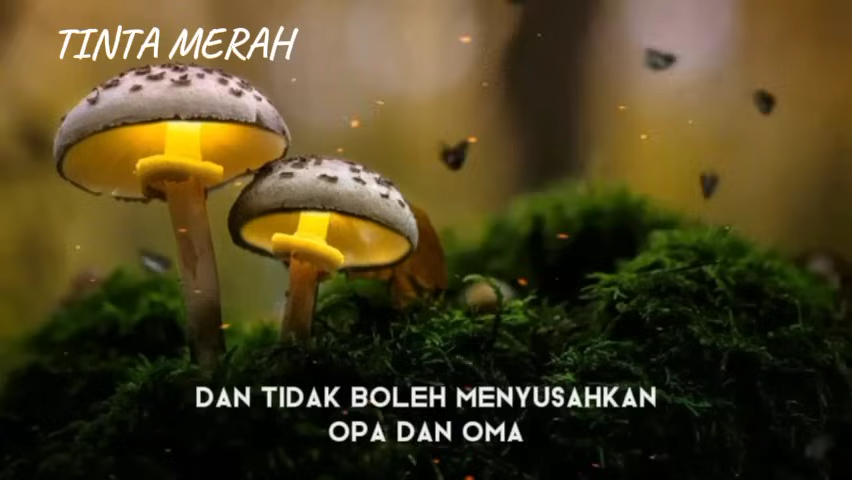 TINTA MERAH
DAN TIDAK BOLEH MENYUSAHKAN
OPA DAN OMA